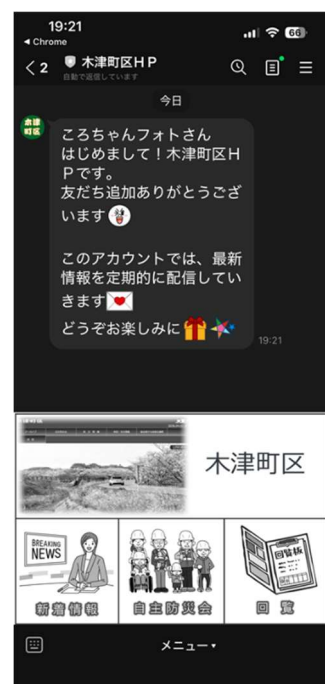 19:21
66
◀ Chrome
2
木津町区HP
自動で返信しています
今日
木津
町区
ころちゃんフォトさん
はじめまして！木津町区H
Pです。
友だち追加ありがとうござ
います
このアカウントでは、最新
情報を定期的に配信してい
きます
どうぞお楽しみに
19:21
木津町区
BREAKING
NEWS
回覧板
新着情報
自主防災会
回覧
メニュー▾